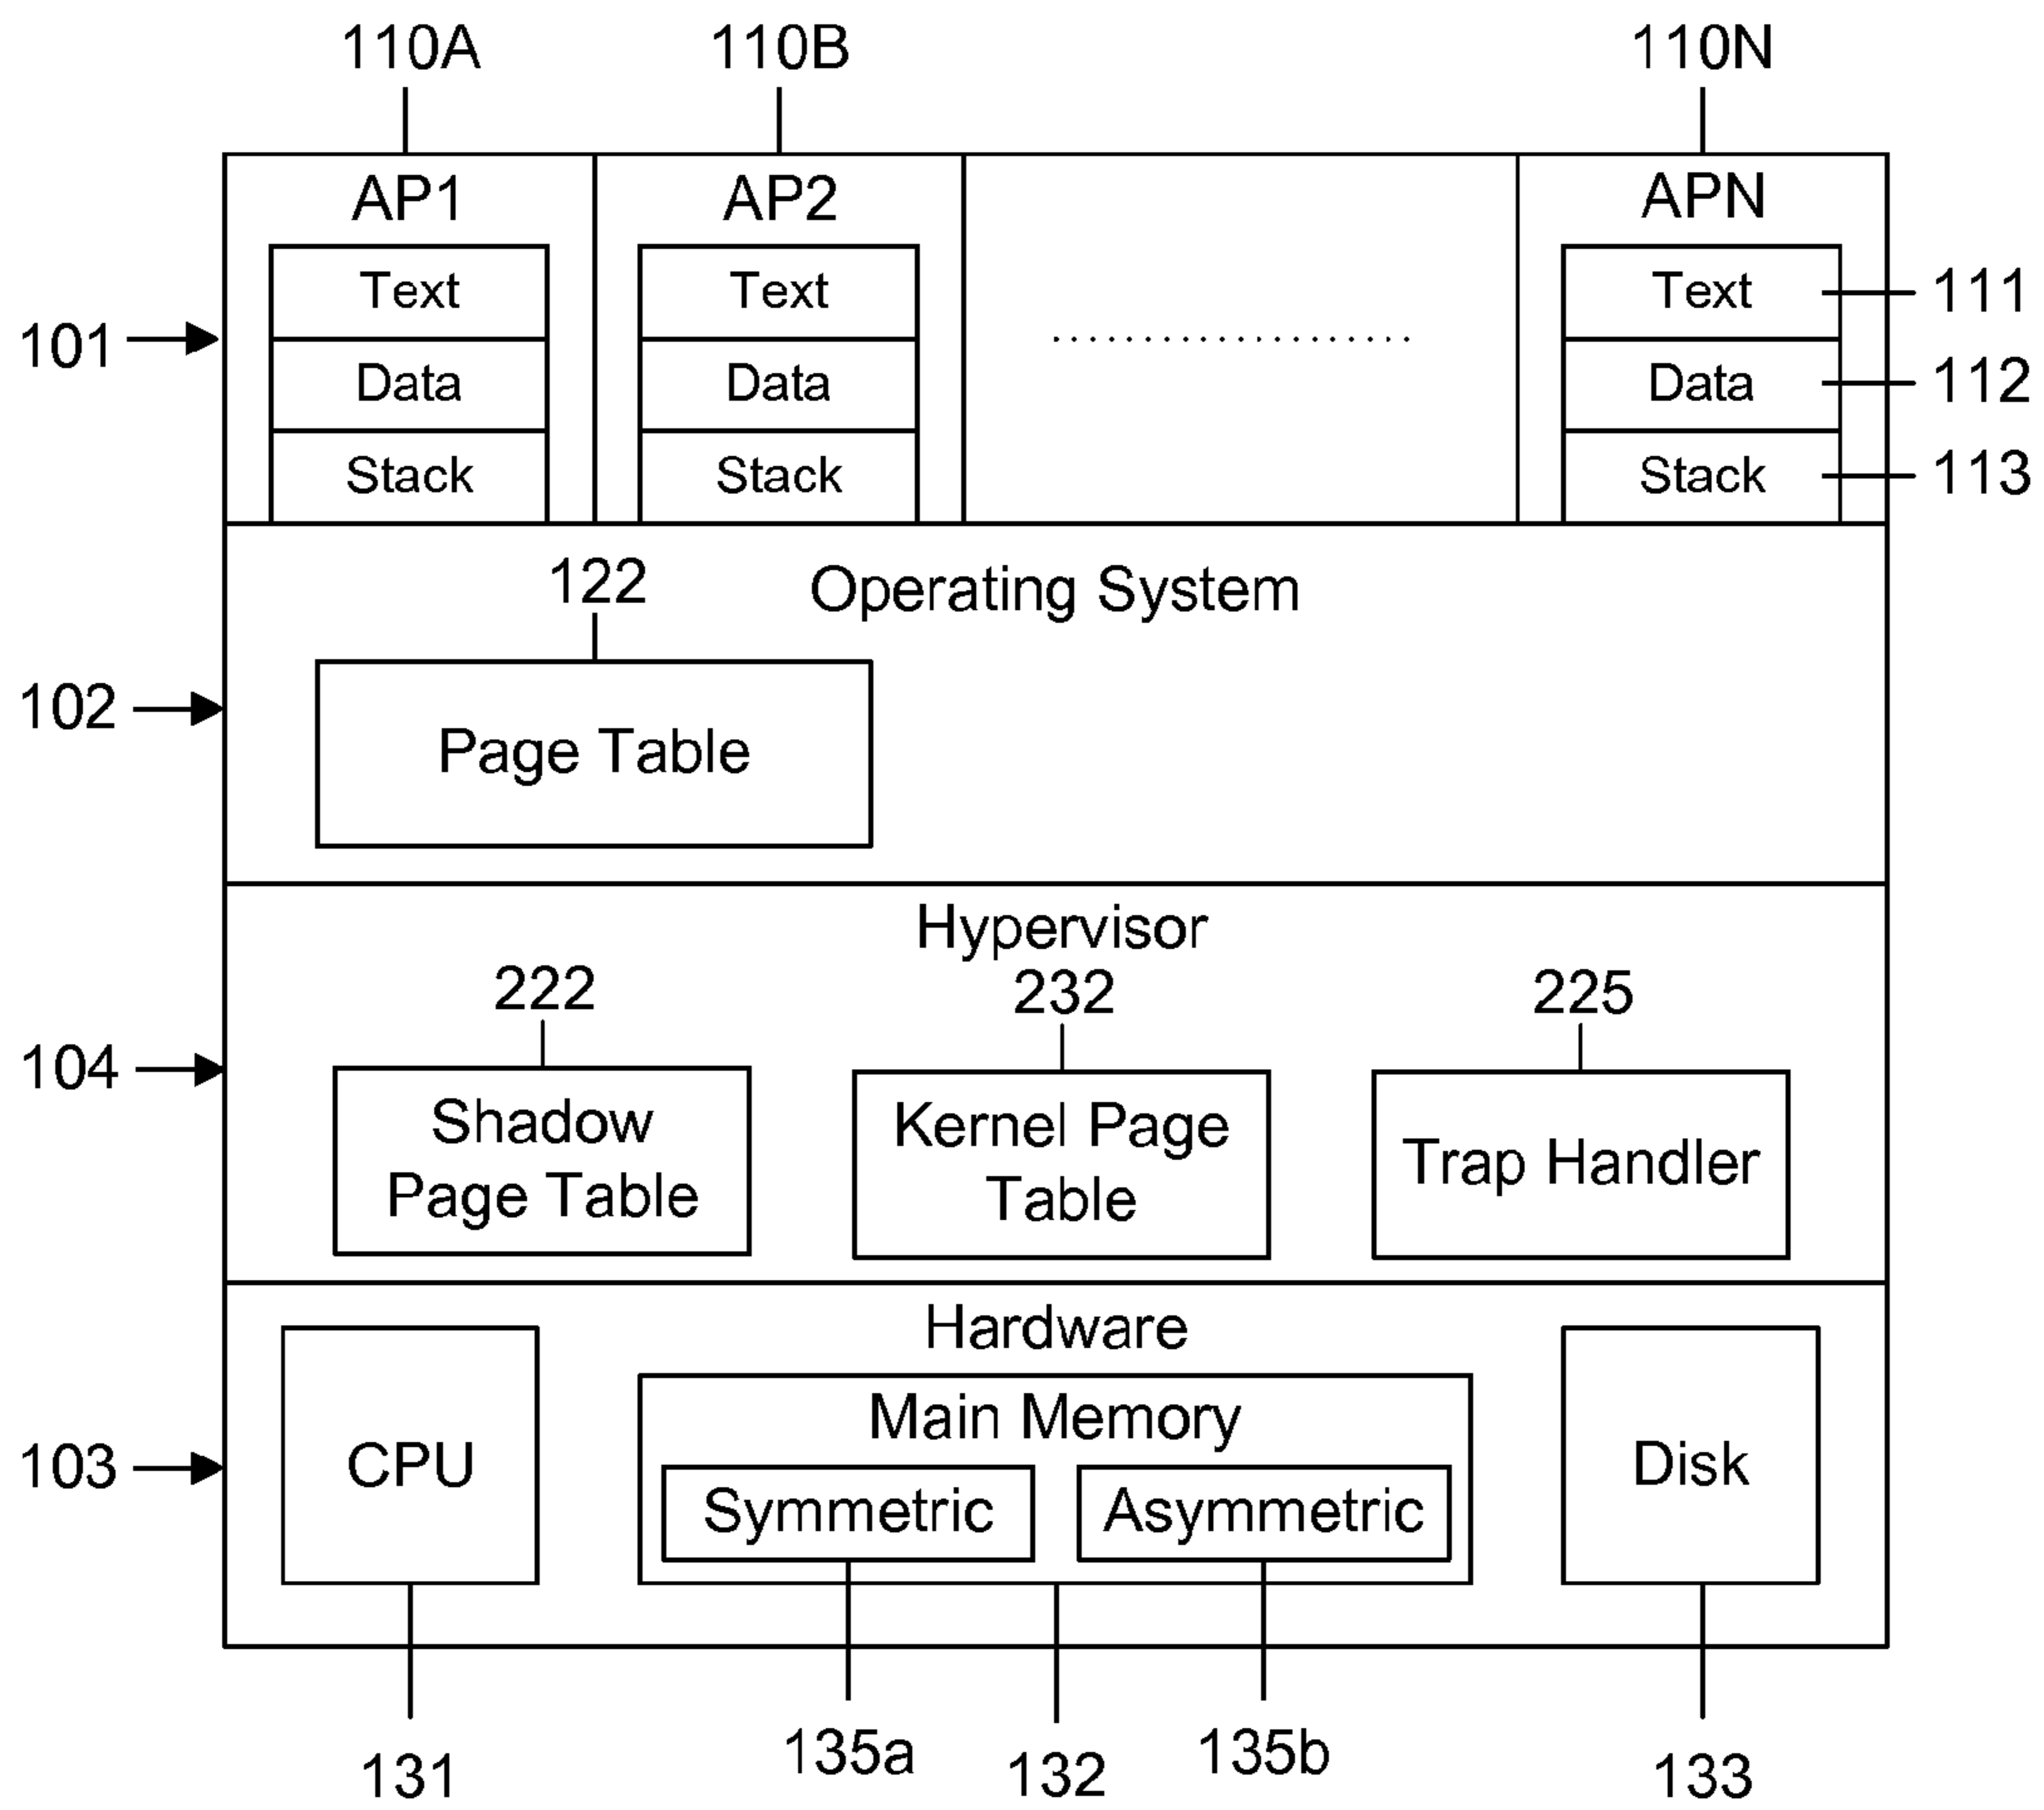 110A 110B 110N
AP1 AP2 APN
Text Text Text 111
101
Data Data Data 112
Stack Stack Stack 113
122 Operating System
102
Page Table
Hypervisor
222 232 225
104
Shadow Page Table
Kernel Page Table
Trap Handler
Hardware
103
CPU
Main Memory
Symmetric Asymmetric
Disk
131 135a 132 135b 133